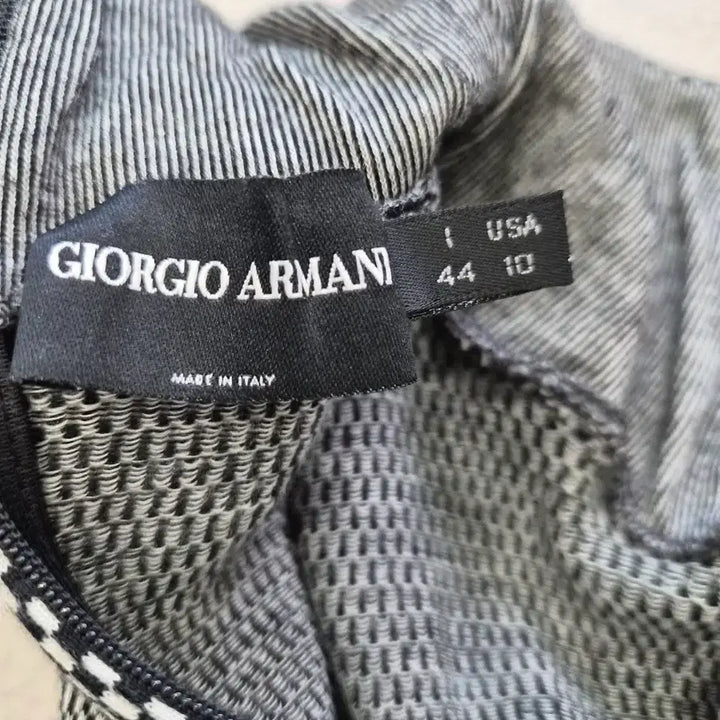 GIORGIO ARMANI
MADE IN ITALY
I USA
44 10